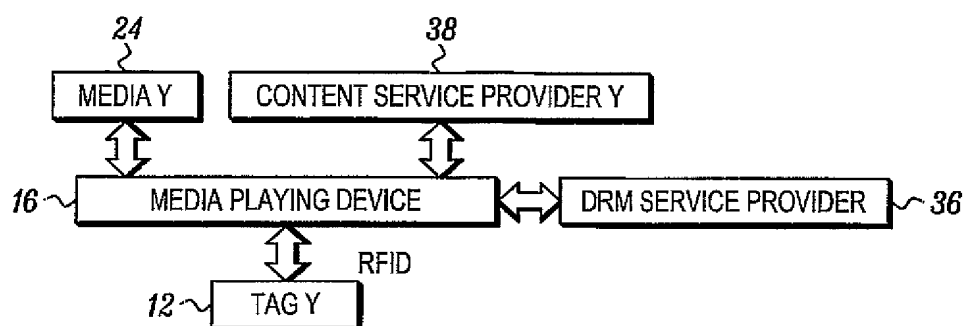 24
38
MEDIA Y
CONTENT SERVICE PROVIDER Y
16
MEDIA PLAYING DEVICE
DRM SERVICE PROVIDER
36
RFID
12
TAG Y